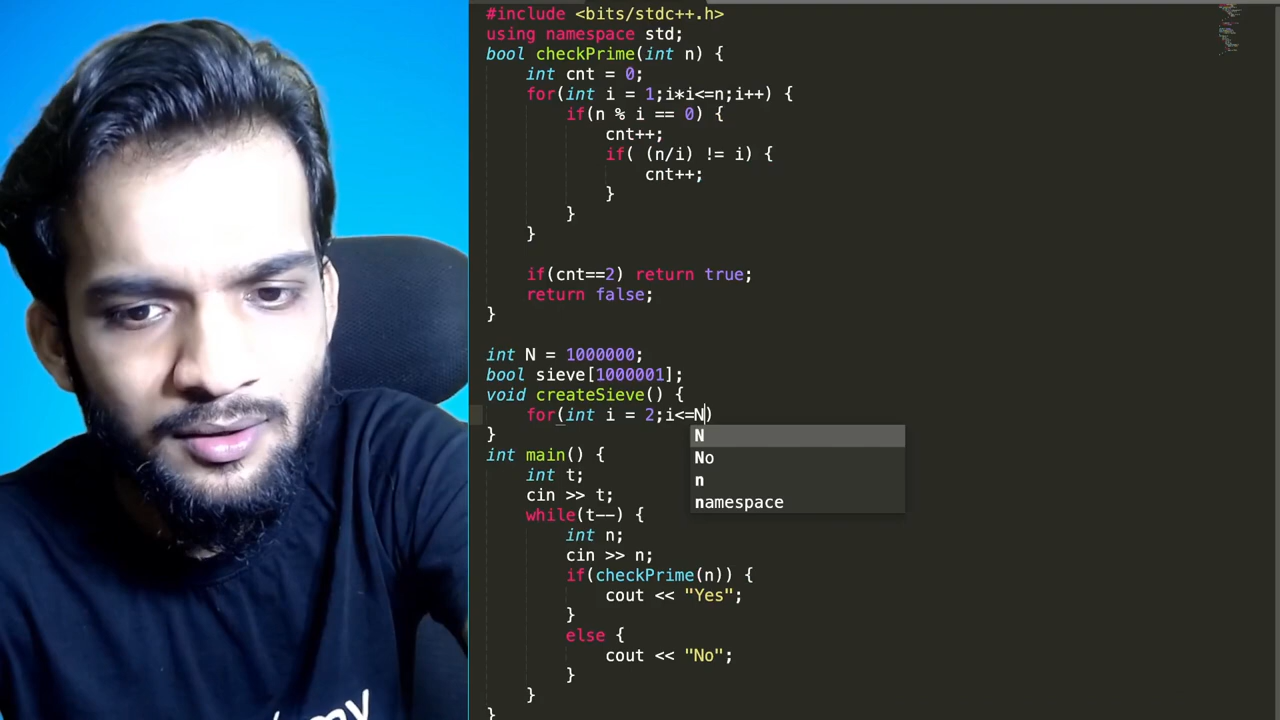 #include <bits/stdc++.h>
using namespace std;
bool checkPrime(int n) {
    int cnt = 0;
    for(int i = 1;i*i<=n;i++) {
        if(n % i == 0) {
            cnt++;
            if( (n/i) != i) {
                cnt++;
            }
        }
    }

    if(cnt==2) return true;
    return false;
}

int N = 1000000;
bool sieve[1000001];
void createSieve() {
    for(int i = 2;i<=N)
}
N
No
n
namespace
int main() {
    int t;
    cin >> t;
    while(t--) {
        int n;
        cin >> n;
        if(checkPrime(n)) {
            cout << "Yes";
        }
        else {
            cout << "No";
        }
    }
}
my